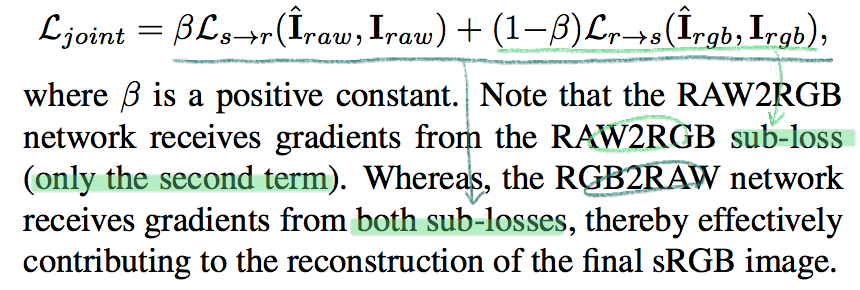 \mathcal{L}_{joint} = \beta\mathcal{L}_{s \to r}(\hat{\mathbf{I}}_{raw}, \mathbf{I}_{raw}) + (1-\beta)\mathcal{L}_{r \to s}(\hat{\mathbf{I}}_{rgb}, \mathbf{I}_{rgb}),
where β is a positive constant. Note that the RAW2RGB
network receives gradients from the RAW2RGB sub-loss
(only the second term). Whereas, the RGB2RAW network
receives gradients from both sub-losses, thereby effectively
contributing to the reconstruction of the final sRGB image.